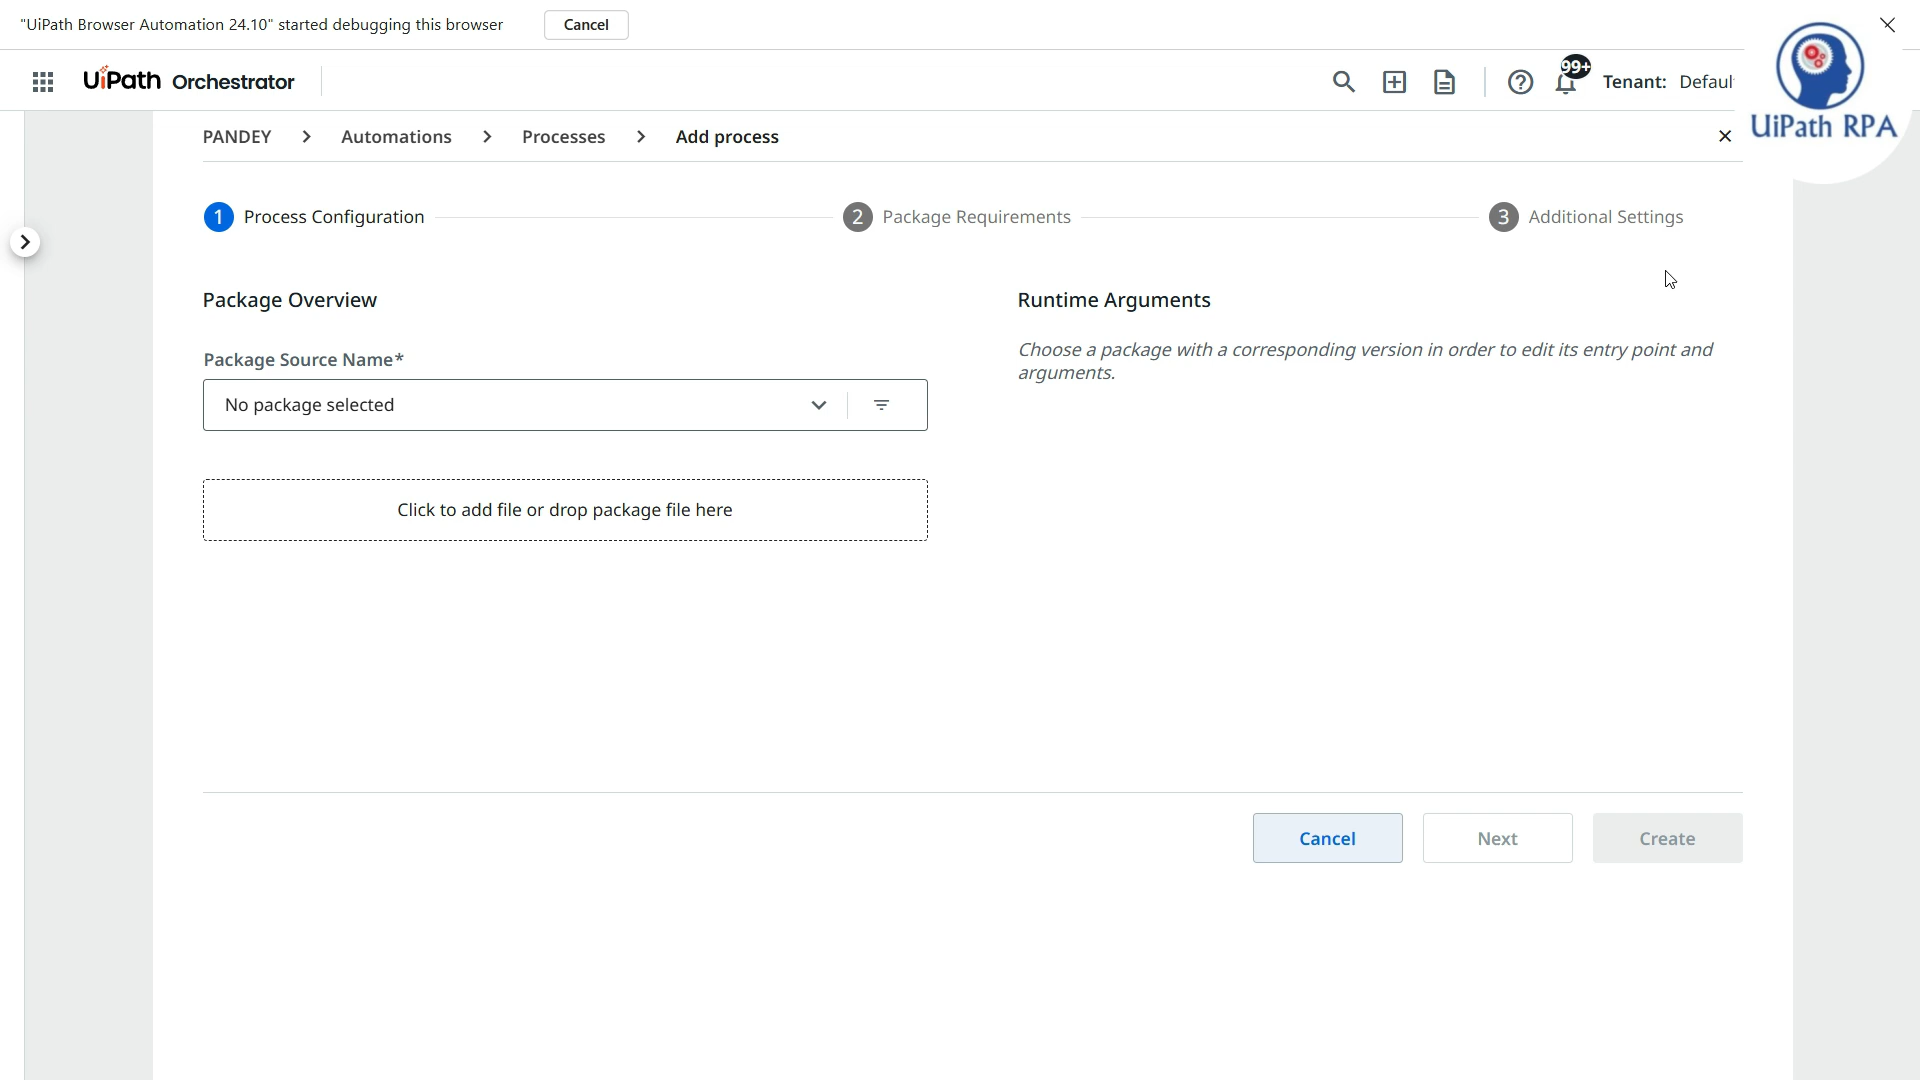 "UiPath Browser Automation 24.10" started debugging this browser
Cancel
UiPath Orchestrator
99+
Tenant: Defaul
UiPath RPA
PANDEY > Automations > Processes > Add process
1 Process Configuration
2 Package Requirements
3 Additional Settings
Package Overview
Package Source Name*
No package selected
Click to add file or drop package file here
Runtime Arguments
Choose a package with a corresponding version in order to edit its entry point and
arguments.
Cancel
Next
Create